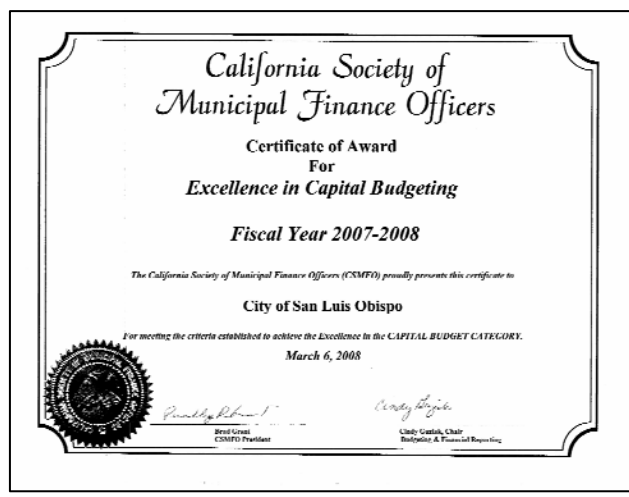 California Society of
Municipal Finance Officers
Certificate of Award
For
Excellence in Capital Budgeting
Fiscal Year 2007-2008
The California Society of Municipal Finance Officers (CSMFO) proudly presents this certificate to
City of San Luis Obispo
For meeting the criteria established to achieve the Excellence in the CAPITAL BUDGET CATEGORY.
March 6, 2008
Brad Grant
CSMFO President
Cindy Guziak, Chair
Budgeting & Financial Reporting